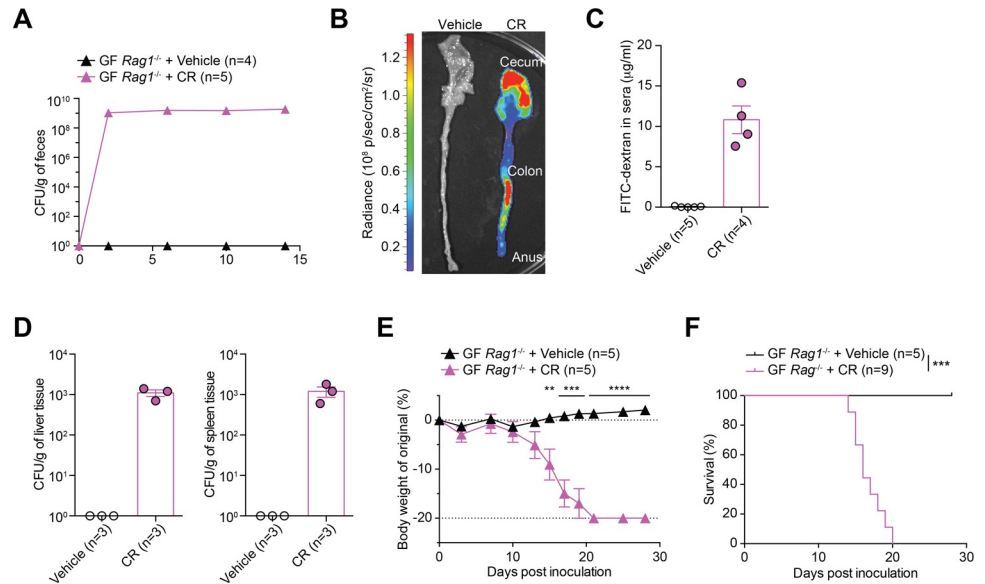 A
GF Rag1-/- + Vehicle (n=4)
GF Rag1-/- + CR (n=5)
CFU/g of feces
10^10
10^8
10^6
10^4
10^2
10^0
0 5 10 15
B
Vehicle CR
Radiance (10^8 p/sec/cm²/sr)
1.2
1.0
0.8
0.6
0.4
0.2
Cecum
Colon
Anus
C
FITC-dextran in sera (µg/ml)
20
15
10
5
0
Vehicle (n=5)
CR (n=4)
D
CFU/g of liver tissue
10^4
10^3
10^2
10^1
10^0
Vehicle (n=3)
CR (n=3)
CFU/g of spleen tissue
10^4
10^3
10^2
10^1
10^0
Vehicle (n=3)
CR (n=3)
E
GF Rag1-/- + Vehicle (n=5)
GF Rag1-/- + CR (n=5)
** *** ****
Body weight of original (%)
0
-10
-20
0 10 20 30
Days post inoculation
F
GF Rag1-/- + Vehicle (n=5)
GF Rag-/- + CR (n=9)
***
Survival (%)
100
80
60
40
20
0
0 10 20 30
Days post inoculation